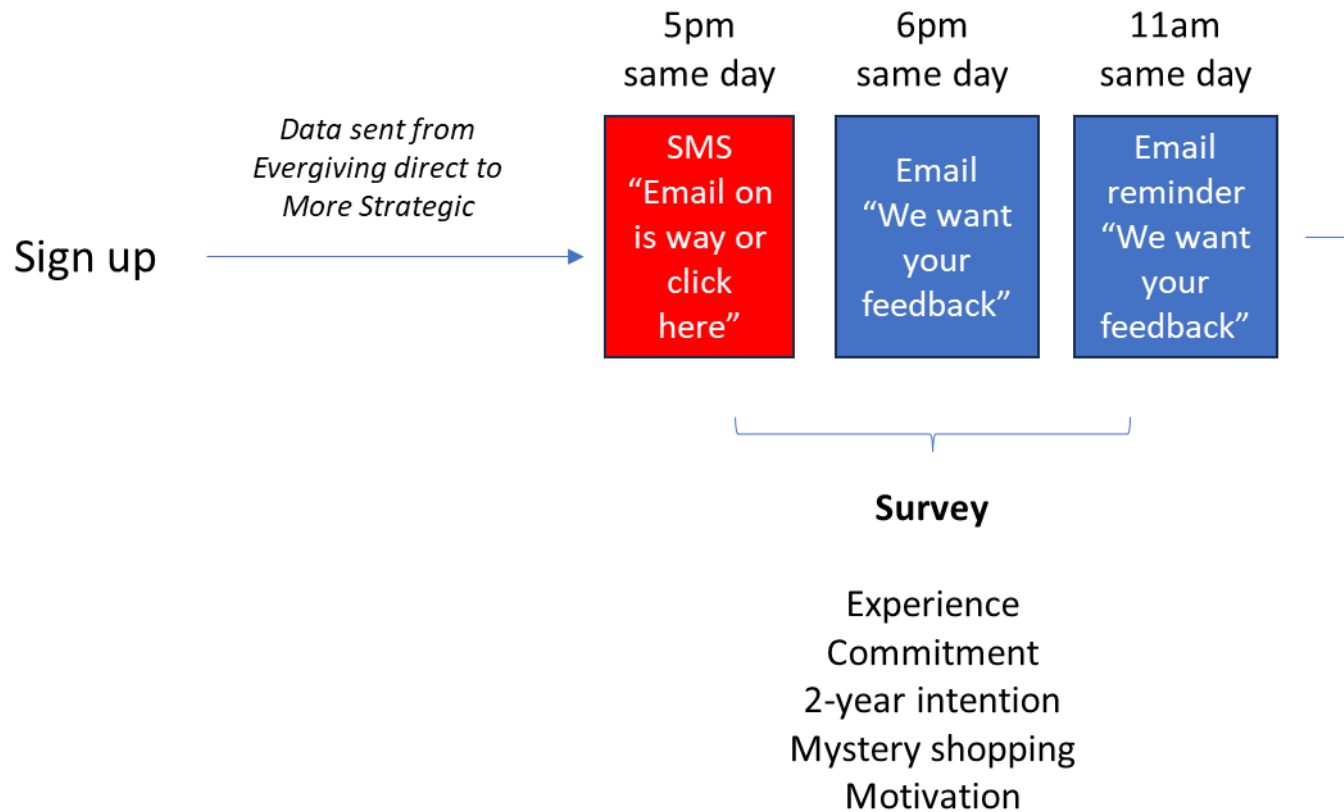 5pm
same day
6pm
same day
11am
same day
Data sent from
Evergiving direct to
More Strategic
Sign up
SMS
“Email on
is way or
click
here”
Email
“We want
your
feedback”
Email
reminder
“We want
your
feedback”
Survey
Experience
Commitment
2-year intention
Mystery shopping
Motivation